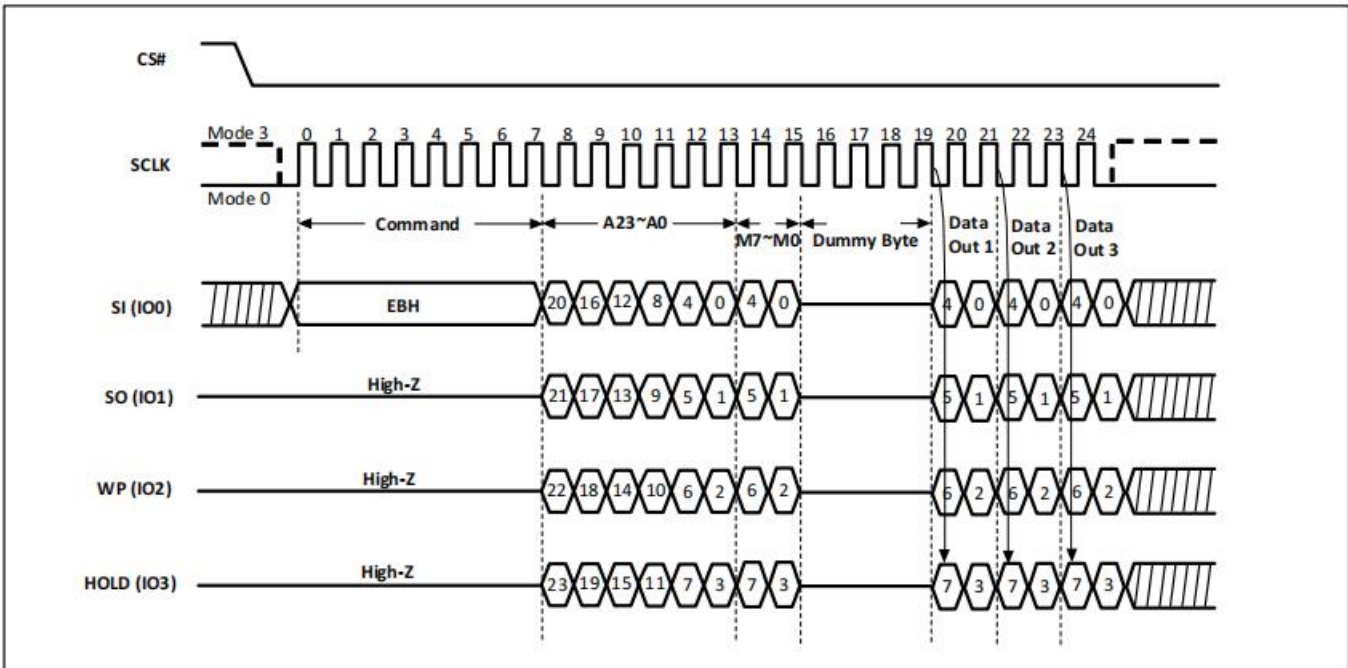 CS#
Mode 3 0 1 2 3 4 5 6 7 8 9 10 11 12 13 14 15 16 17 18 19 20 21 22 23 24
SCLK
Mode 0
Command A23~A0 M7~M0 Dummy Byte Data Out 1 Data Out 2 Data Out 3
SI (IO0) EBH 20 16 12 8 4 0 4 0 4 0 4 0 4 0
SO (IO1) High-Z 21 17 13 9 5 1 5 1 5 1 5 1 5 1
WP (IO2) High-Z 22 18 14 10 6 2 6 2 6 2 6 2 6 2
HOLD (IO3) High-Z 23 19 15 11 7 3 7 3 7 3 7 3 7 3